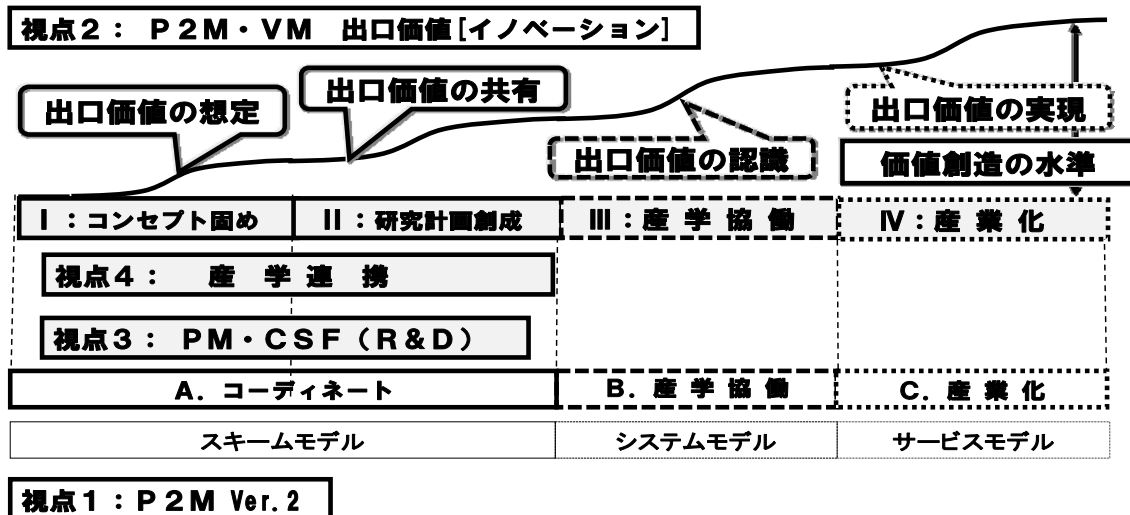 視点2： P2M・VM 出口価値[イノベーション]
出口価値の想定
出口価値の共有
出口価値の認識
出口価値の実現
価値創造の水準
Ⅰ：コンセプト固め
Ⅱ：研究計画創成
Ⅲ：産 学 協 働
Ⅳ：産 業 化
視点4： 産 学 連 携
視点3： PM・CSF（R&D）
A. コーディネート
B. 産 学 協 働
C. 産 業 化
スキームモデル
システムモデル
サービスモデル
視点1：P2M Ver.2